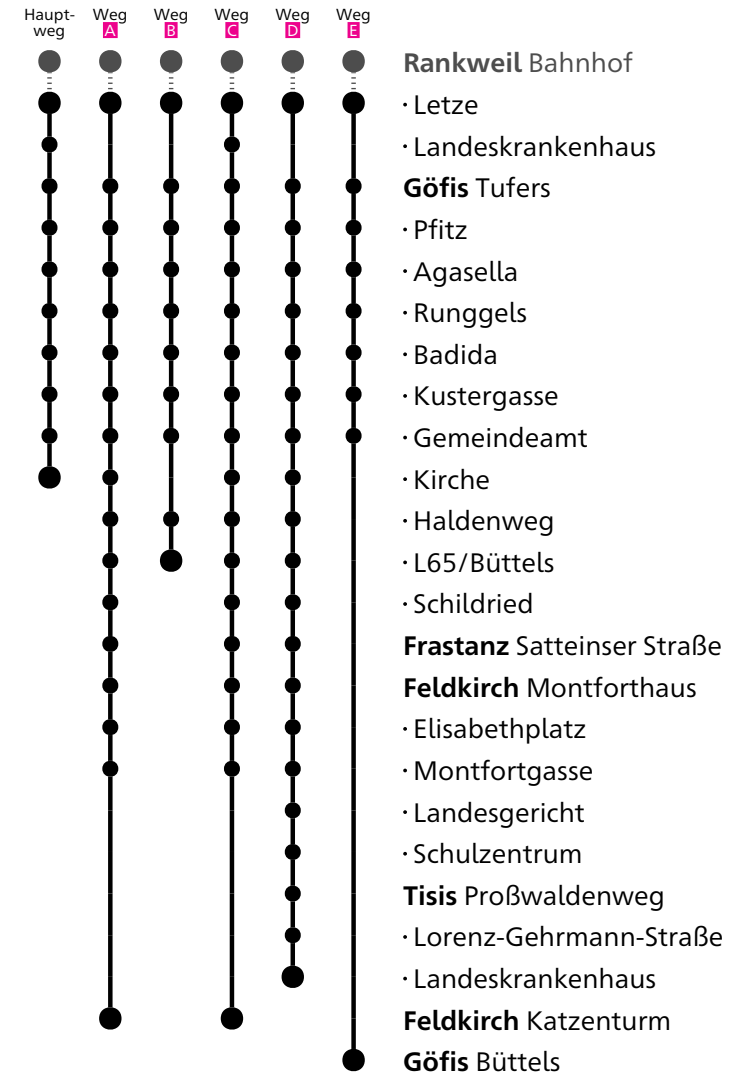 Haupt-
weg
Weg
A
Weg
B
Weg
C
Weg
D
Weg
E
Rankweil Bahnhof
· Letze
· Landeskrankenhaus
Göfis Tufers
· Pfitz
· Agasella
· Runggels
· Badida
· Kustergasse
· Gemeindeamt
· Kirche
· Haldenweg
· L65/Büttels
· Schildried
Frastanz Satteinser Straße
Feldkirch Montforthaus
· Elisabethplatz
· Montfortgasse
· Landesgericht
· Schulzentrum
Tisis Proßwaldenweg
· Lorenz-Gehrmann-Straße
· Landeskrankenhaus
Feldkirch Katzenturm
Göfis Büttels